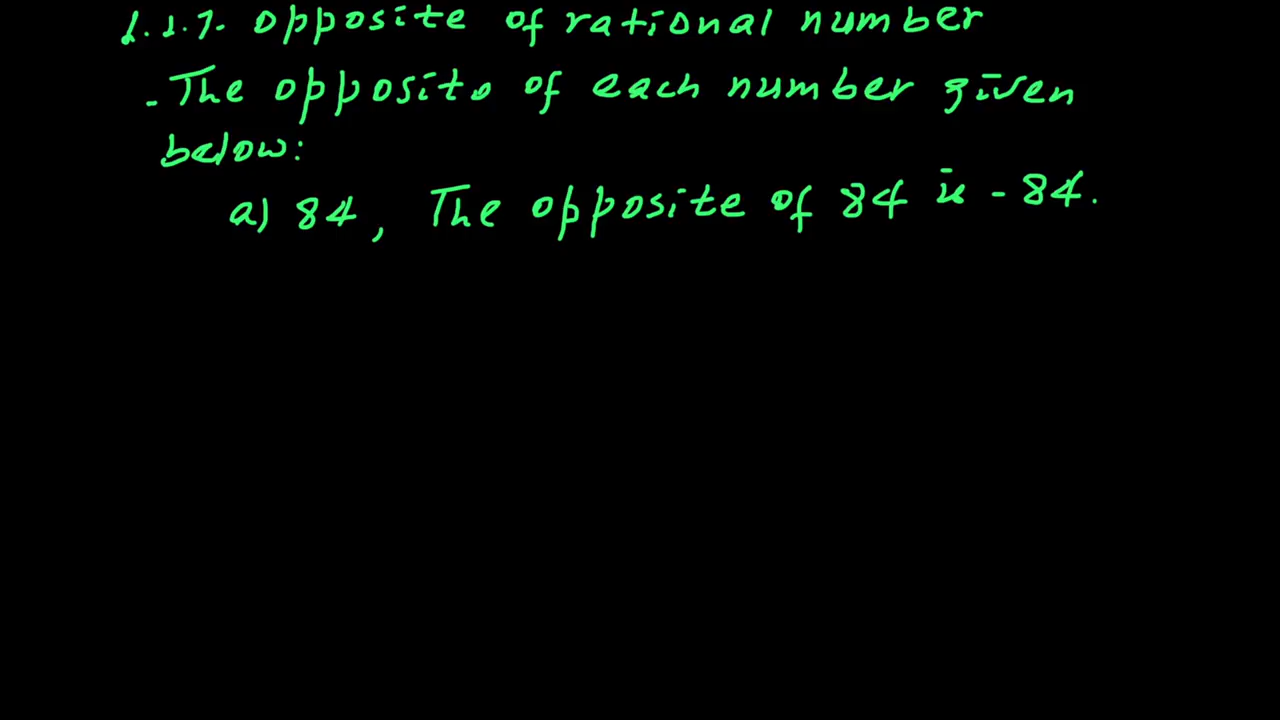 1.1.7. opposite of rational number
- The opposite of each number given
below:
a) 84, The opposite of 84 is - 84.